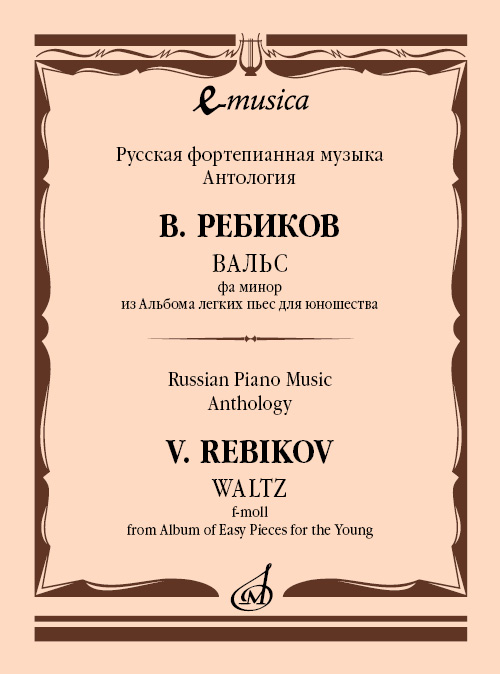 e-musica
Русская фортепианная музыка
Антология
В. РЕБИКОВ
ВАЛЬС
фа минор
из Альбома легких пьес для юношества
Russian Piano Music
Anthology
V. REBIKOV
WALTZ
f-moll
from Album of Easy Pieces for the Young